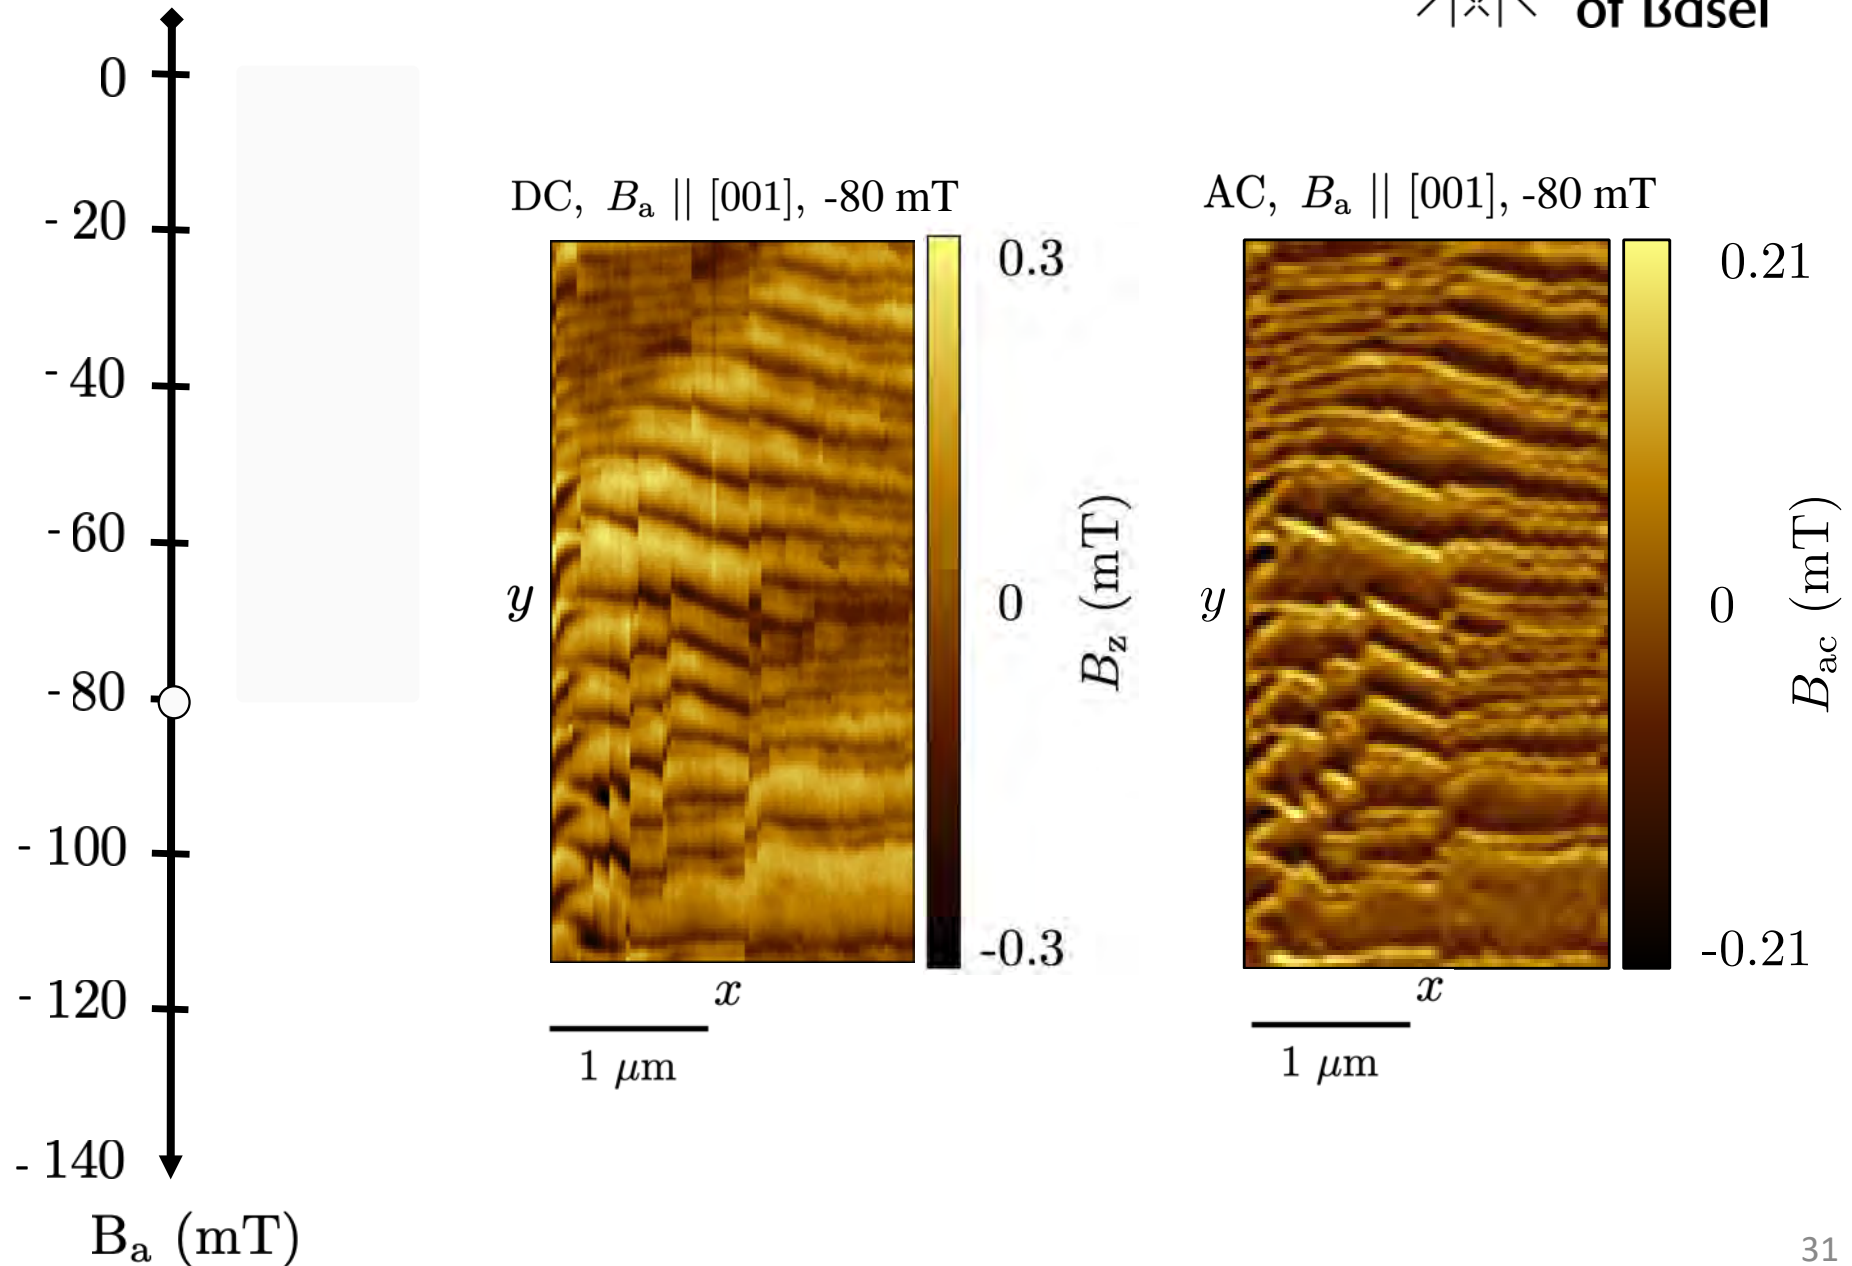 of Basel
0
- 20
- 40
- 60
- 80
- 100
- 120
- 140
Bₐ (mT)
DC, Bₐ || [001], -80 mT
y
x
1 μm
0.3
0
-0.3
B_z (mT)
AC, Bₐ || [001], -80 mT
y
x
1 μm
0.21
0
-0.21
B_ac (mT)
31